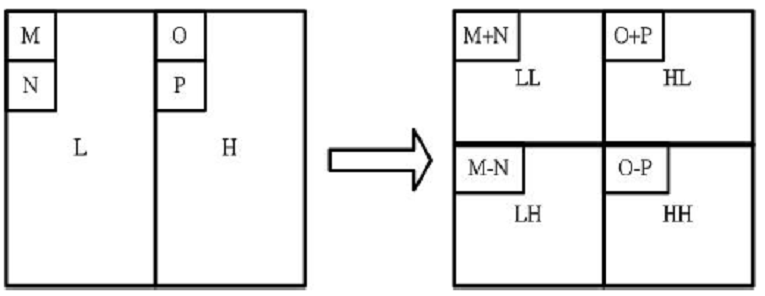 M O M+N O+P
N P LL HL
L H M-N O-P
LH HH